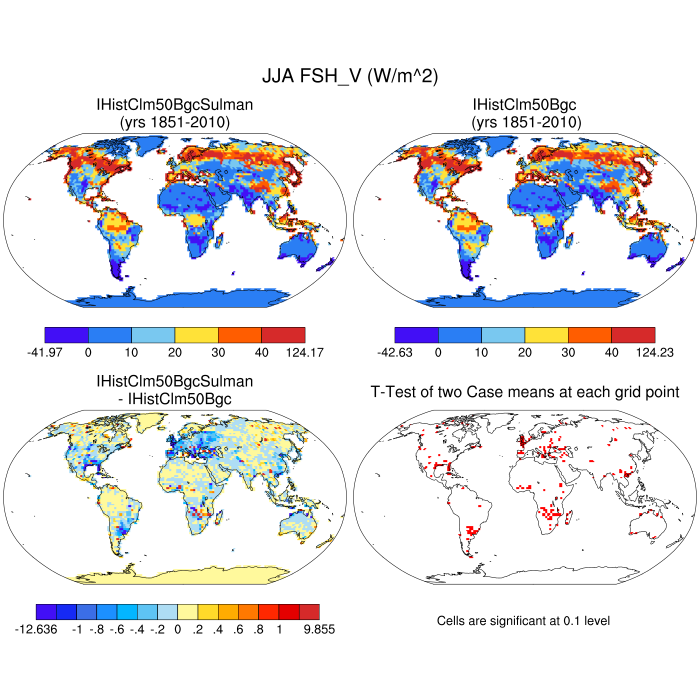 JJA FSH_V (W/m^2)
IHistClm50BgcSulman
(yrs 1851-2010)
IHistClm50Bgc
(yrs 1851-2010)
-41.97 0 10 20 30 40 124.17
-42.63 0 10 20 30 40 124.23
IHistClm50BgcSulman
- IHistClm50Bgc
T-Test of two Case means at each grid point
-12.636 -1 -.8 -.6 -.4 -.2 0 .2 .4 .6 .8 1 9.855
Cells are significant at 0.1 level